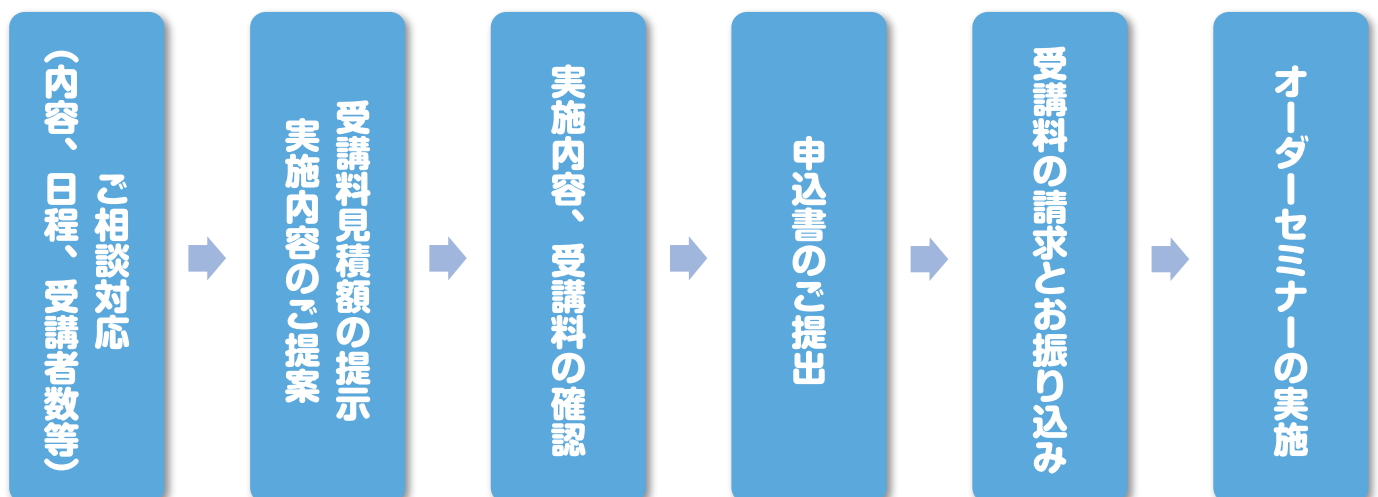 ご相談対応
（内容、日程、受講者数等）
受講料見積額の提示
実施内容のご提案
実施内容、受講料の確認
申込書のご提出
受講料の請求とお振り込み
オーダーセミナーの実施